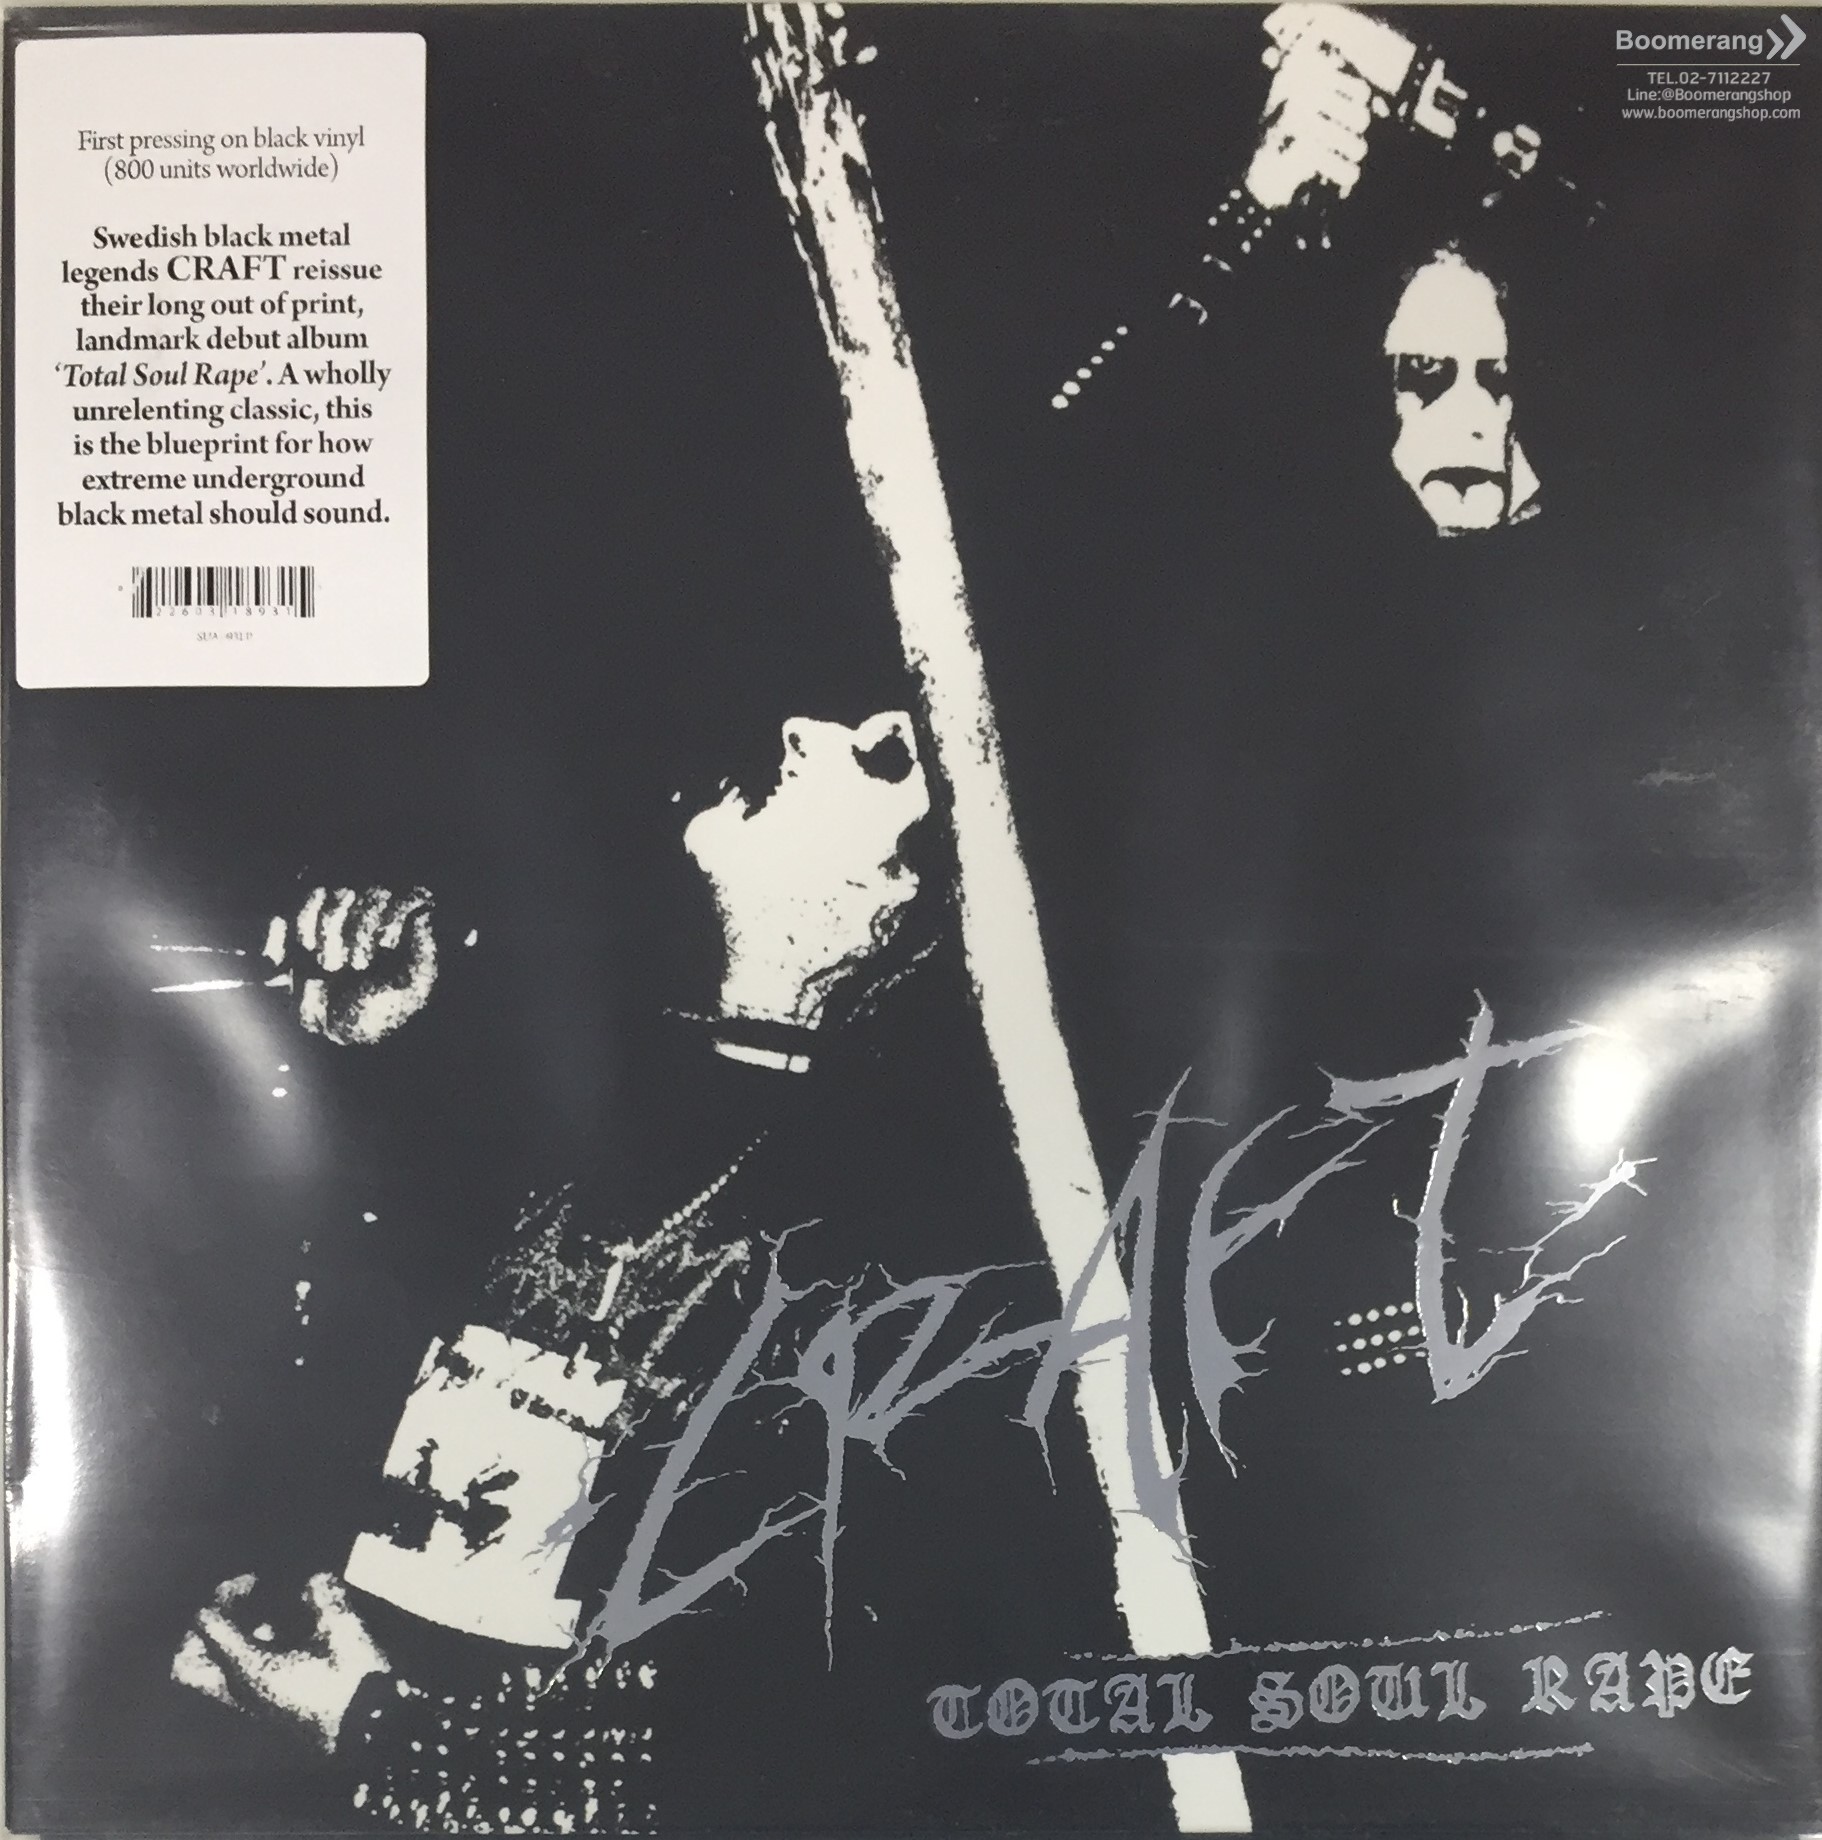 Boomerang
TEL.02-7112227
Line:@Boomerangshop
www.boomerangshop.com
First pressing on black vinyl
(800 units worldwide)
Swedish black metal
legends CRAFT reissue
their long out of print,
landmark debut album
‘Total Soul Rape’. A wholly
unrelenting classic, this
is the blueprint for how
extreme underground
black metal should sound.
22603 18931
CRAFT
TOTAL SOUL RAPE